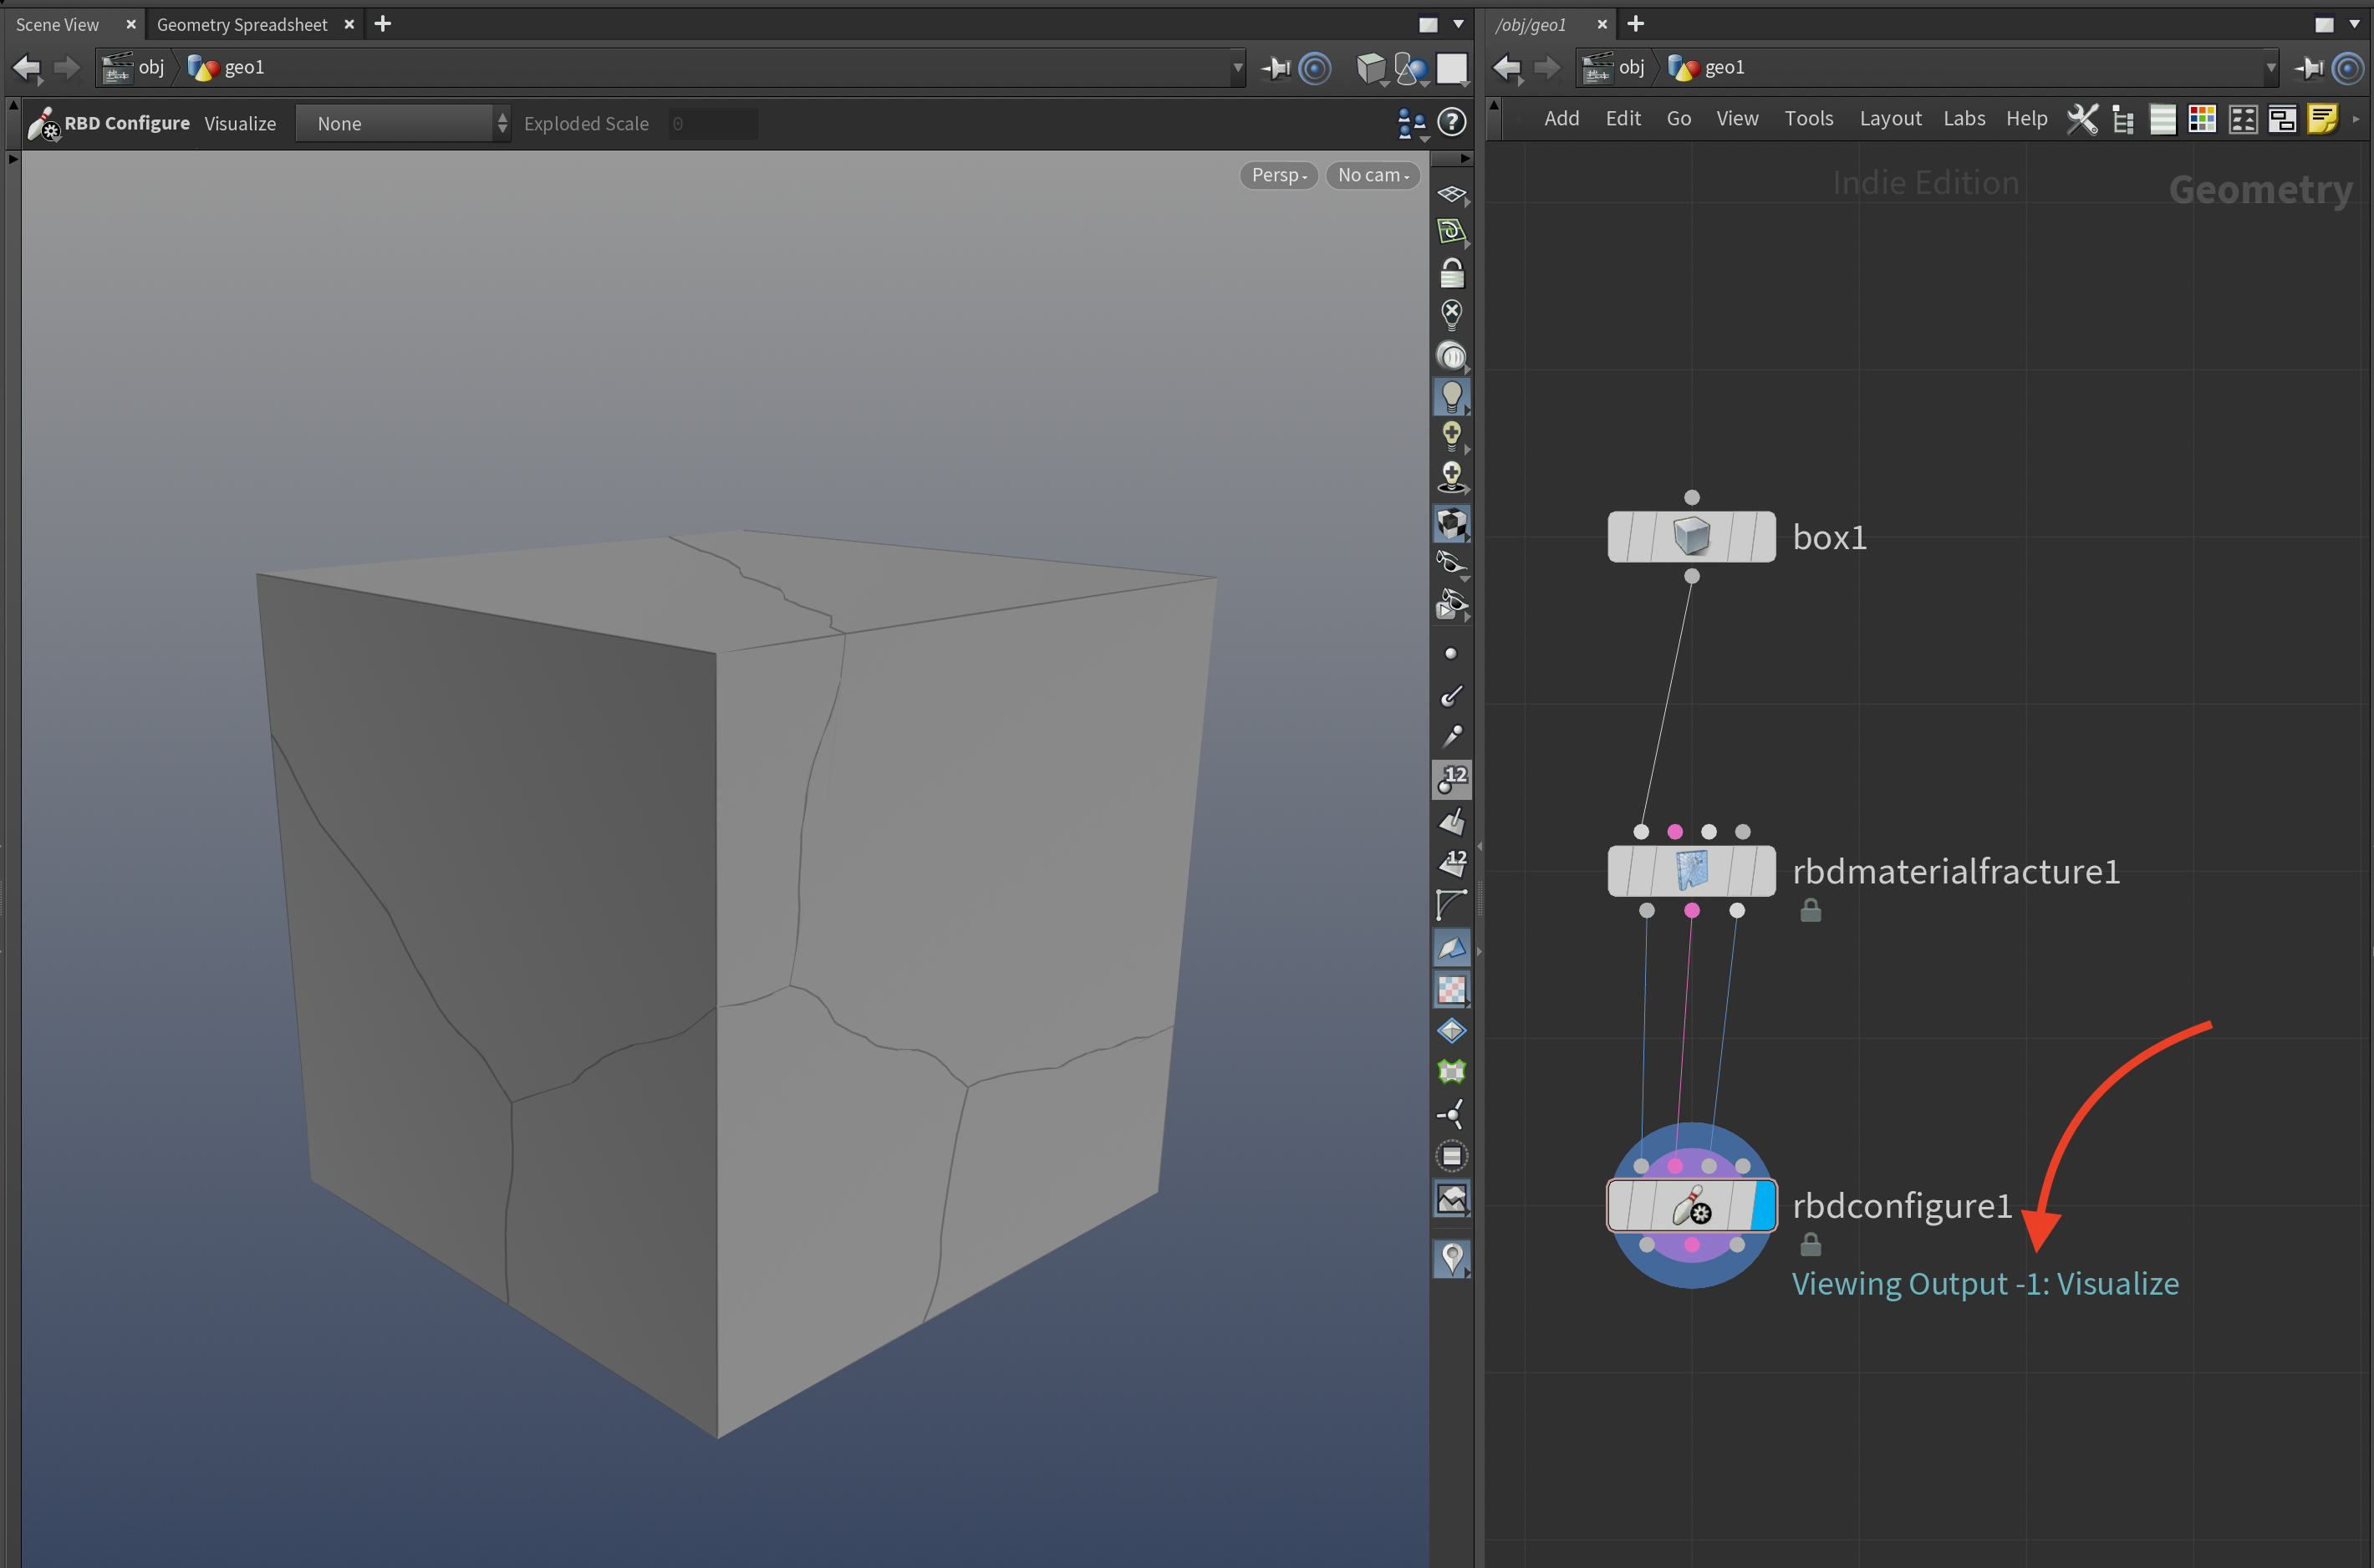 Scene View
Geometry Spreadsheet
/obj/geo1
obj
geo1
obj
geo1
RBD Configure
Visualize
None
Exploded Scale
0
Add
Edit
Go
View
Tools
Layout
Labs
Help
Persp
No cam
Indie Edition
Geometry
box1
12
12
rbdmaterialfracture1
rbdconfigure1
Viewing Output -1: Visualize